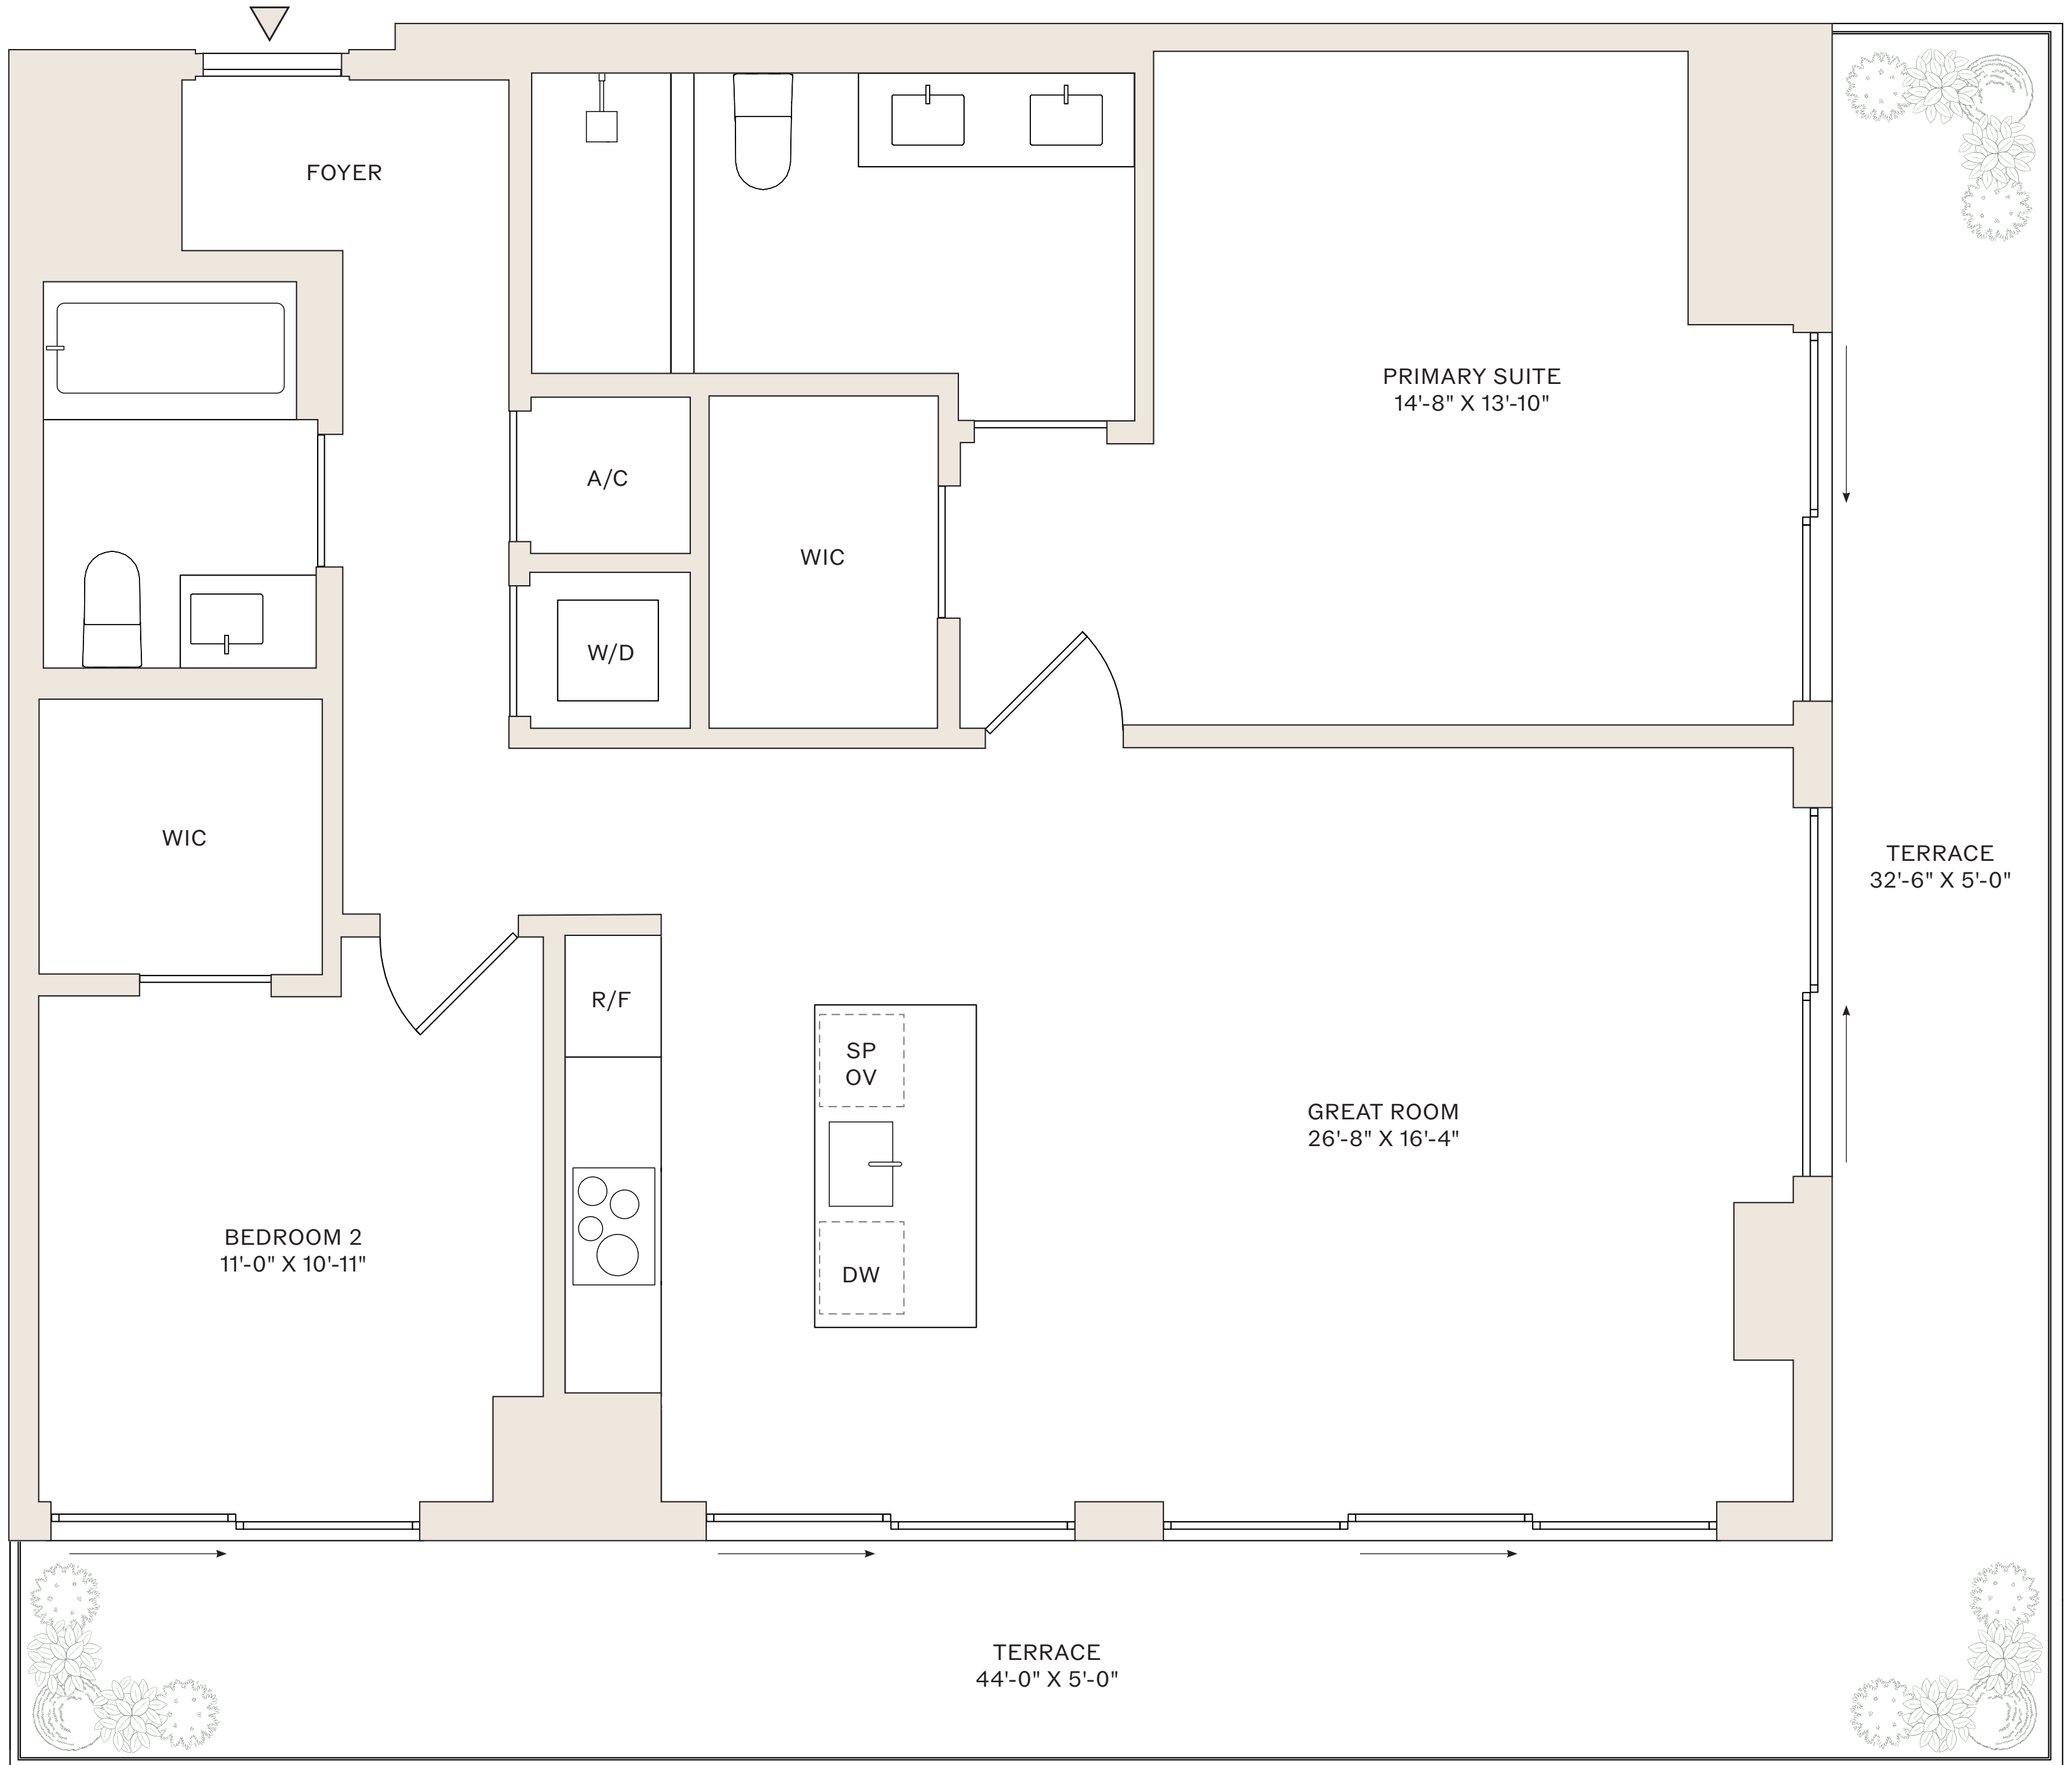 FOYER
PRIMARY SUITE
14'-8" X 13'-10"
A/C
WIC
W/D
WIC
TERRACE
32'-6" X 5'-0"
R/F
SP
OV
GREAT ROOM
26'-8" X 16'-4"
BEDROOM 2
11'-0" X 10'-11"
DW
TERRACE
44'-0" X 5'-0"